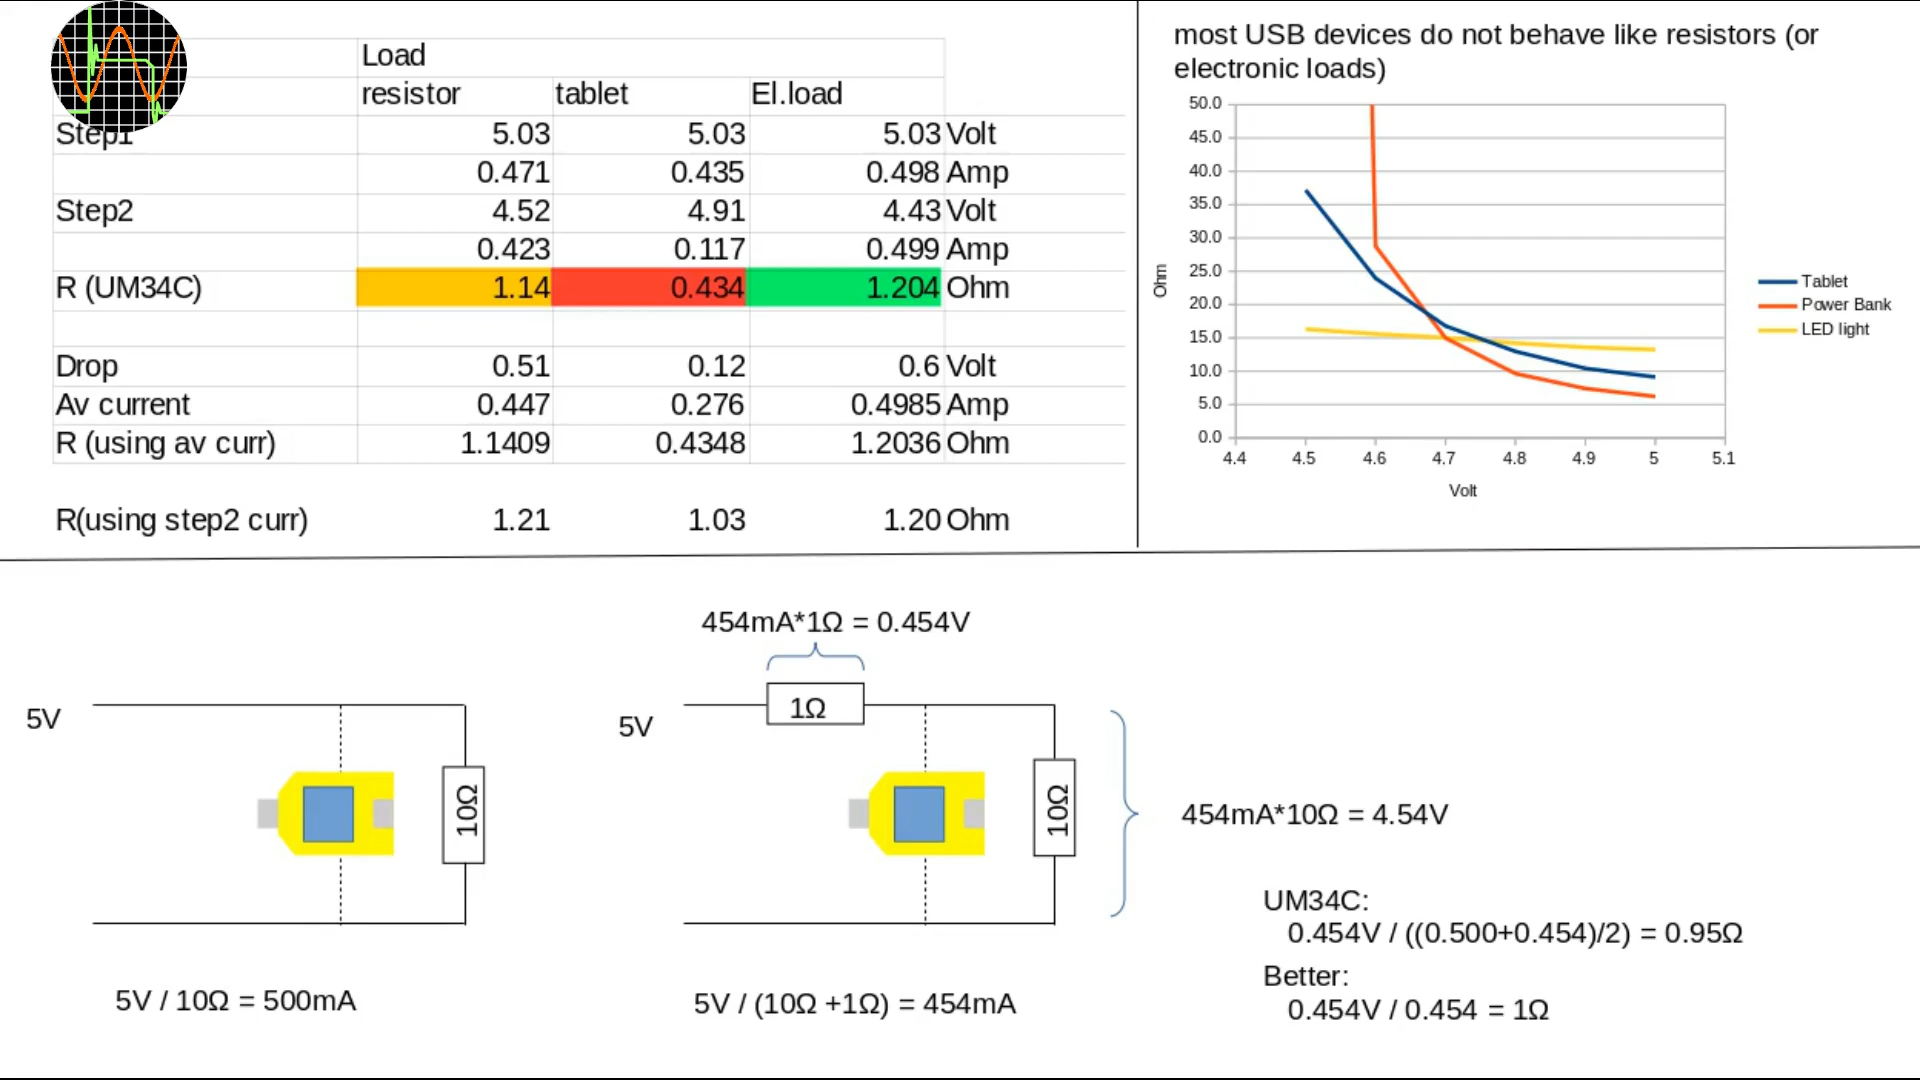 Load
resistor tablet El.load
Step1 5.03 5.03 5.03 Volt
0.471 0.435 0.498 Amp
Step2 4.52 4.91 4.43 Volt
0.423 0.117 0.499 Amp
R (UM34C) 1.14 0.434 1.204 Ohm
Drop 0.51 0.12 0.6 Volt
Av current 0.447 0.276 0.4985 Amp
R (using av curr) 1.1409 0.4348 1.2036 Ohm
R(using step2 curr) 1.21 1.03 1.20 Ohm
most USB devices do not behave like resistors (or
electronic loads)
50.0
45.0
40.0
35.0
30.0
25.0
20.0
15.0
10.0
5.0
0.0
Ohm
4.4 4.5 4.6 4.7 4.8 4.9 5 5.1
Volt
Tablet
Power Bank
LED light
5V
10Ω
5V / 10Ω = 500mA
454mA*1Ω = 0.454V
1Ω
5V
10Ω
454mA*10Ω = 4.54V
5V / (10Ω +1Ω) = 454mA
UM34C:
0.454V / ((0.500+0.454)/2) = 0.95Ω
Better:
0.454V / 0.454 = 1Ω